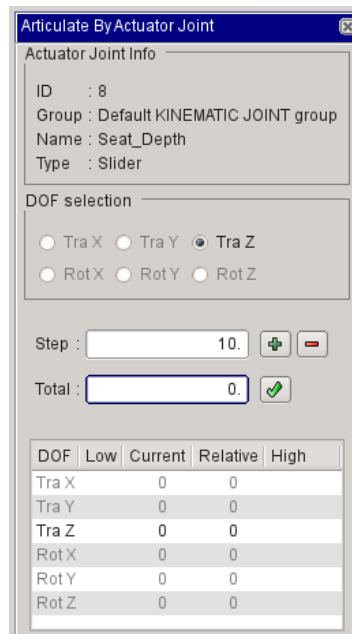 Articulate By Actuator Joint
Actuator Joint Info
ID : 8
Group : Default KINEMATIC JOINT group
Name : Seat_Depth
Type : Slider
DOF selection
Tra X Tra Y Tra Z
Rot X Rot Y Rot Z
Step : 10.
Total : 0.
DOF Low Current Relative High
Tra X 0 0
Tra Y 0 0
Tra Z 0 0
Rot X 0 0
Rot Y 0 0
Rot Z 0 0